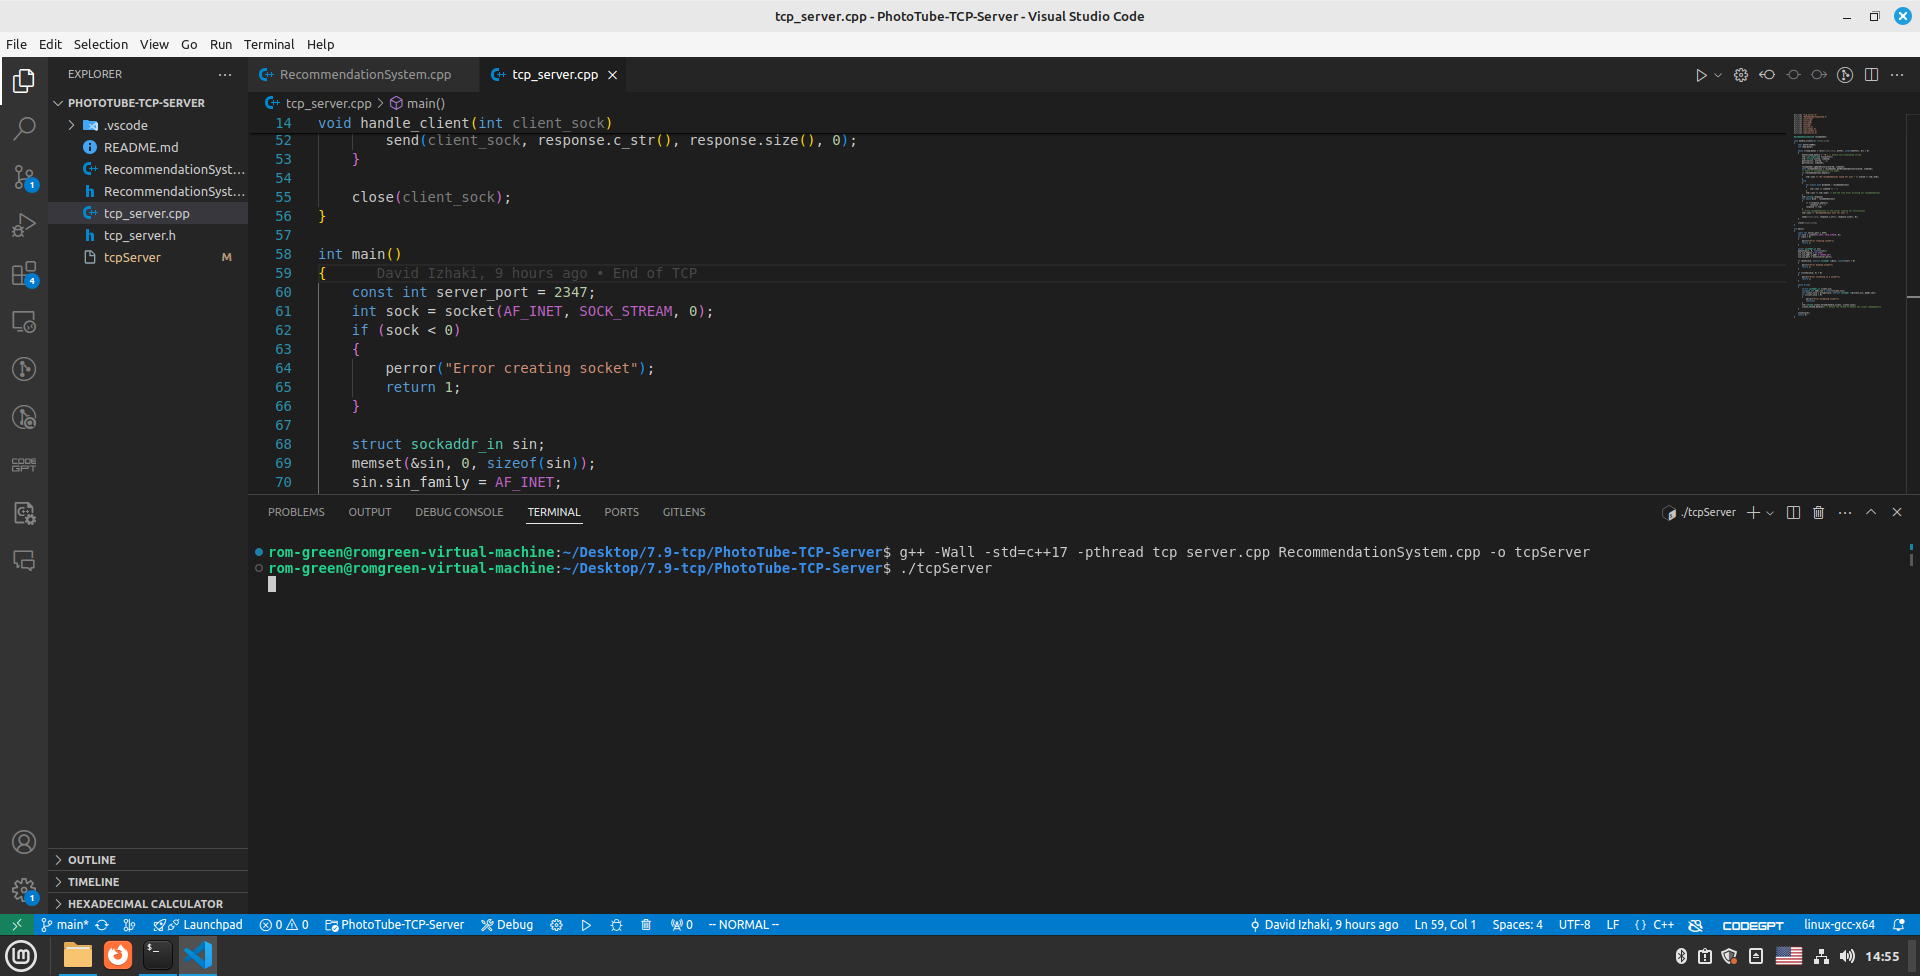 tcp_server.cpp - PhotoTube-TCP-Server - Visual Studio Code
File Edit Selection View Go Run Terminal Help
EXPLORER
PHOTOTUBE-TCP-SERVER
.vscode
README.md
RecommendationSyst...
RecommendationSyst...
tcp_server.cpp
tcp_server.h
tcpServer M
OUTLINE
TIMELINE
HEXADECIMAL CALCULATOR
RecommendationSystem.cpp tcp_server.cpp
tcp_server.cpp > main()
14 void handle_client(int client_sock)
52 send(client_sock, response.c_str(), response.size(), 0);
53 }
54
55 close(client_sock);
56 }
57
58 int main()
59 { David Izhaki, 9 hours ago • End of TCP
60 const int server_port = 2347;
61 int sock = socket(AF_INET, SOCK_STREAM, 0);
62 if (sock < 0)
63 {
64 perror("Error creating socket");
65 return 1;
66 }
67
68 struct sockaddr_in sin;
69 memset(&sin, 0, sizeof(sin));
70 sin.sin_family = AF_INET;
PROBLEMS OUTPUT DEBUG CONSOLE TERMINAL PORTS GITLENS
./tcpServer
rom-green@romgreen-virtual-machine:~/Desktop/7.9-tcp/PhotoTube-TCP-Server$ g++ -Wall -std=c++17 -pthread tcp server.cpp RecommendationSystem.cpp -o tcpServer
rom-green@romgreen-virtual-machine:~/Desktop/7.9-tcp/PhotoTube-TCP-Server$ ./tcpServer
1
4
CODE
GPT
1
main* Launchpad 0 0 PhotoTube-TCP-Server Debug 0 -- NORMAL -- David Izhaki, 9 hours ago Ln 59, Col 1 Spaces: 4 UTF-8 LF {} C++ CODEGPT linux-gcc-x64
14:55